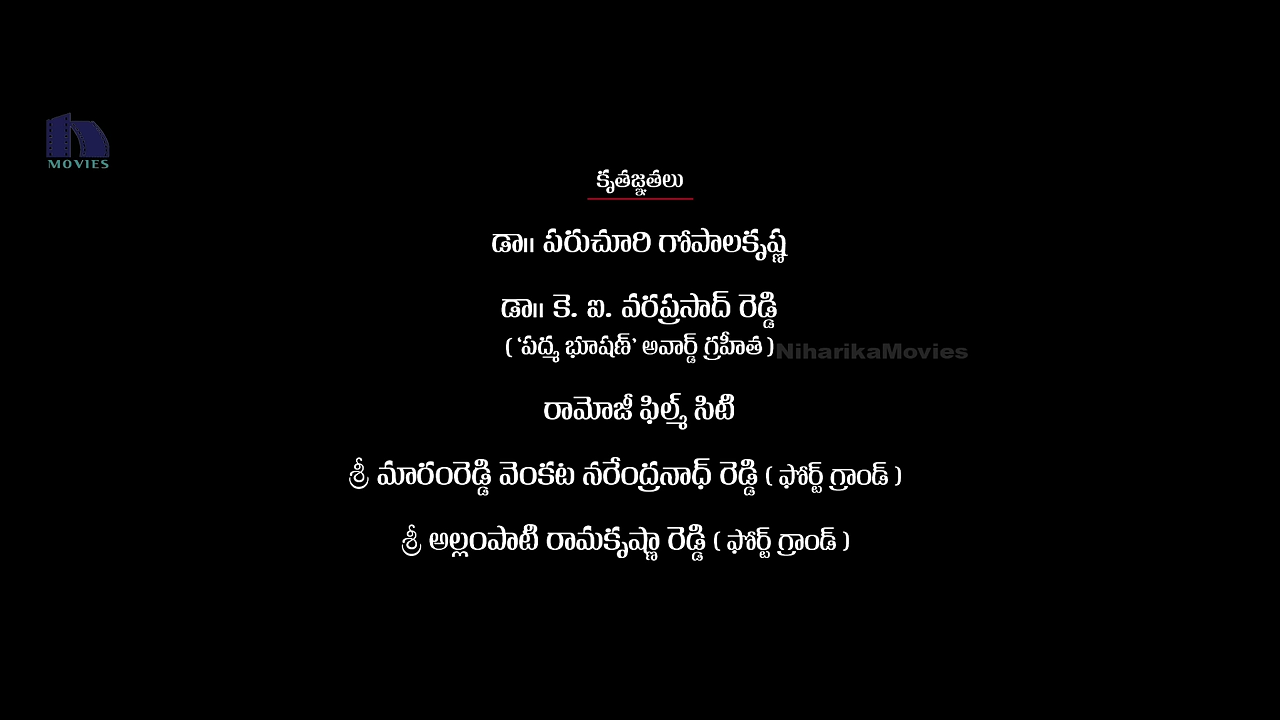 MOVIES
కృతజ్ఞతలు
డా॥ పరుచూరి గోపాలకృష్ణ
డా॥ కె. ఐ. వరప్రసాద్ రెడ్డి
( ‘పద్మ భూషణ్’ అవార్డ్ గ్రహీత )
NiharikaMovies
రామోజీ ఫిల్మ్ సిటీ
శ్రీ మారంరెడ్డి వెంకట నరేంద్రనాధ్ రెడ్డి ( ఫోర్ట్ గ్రాండ్ )
శ్రీ అల్లంపాటి రామకృష్ణా రెడ్డి ( ఫోర్ట్ గ్రాండ్ )